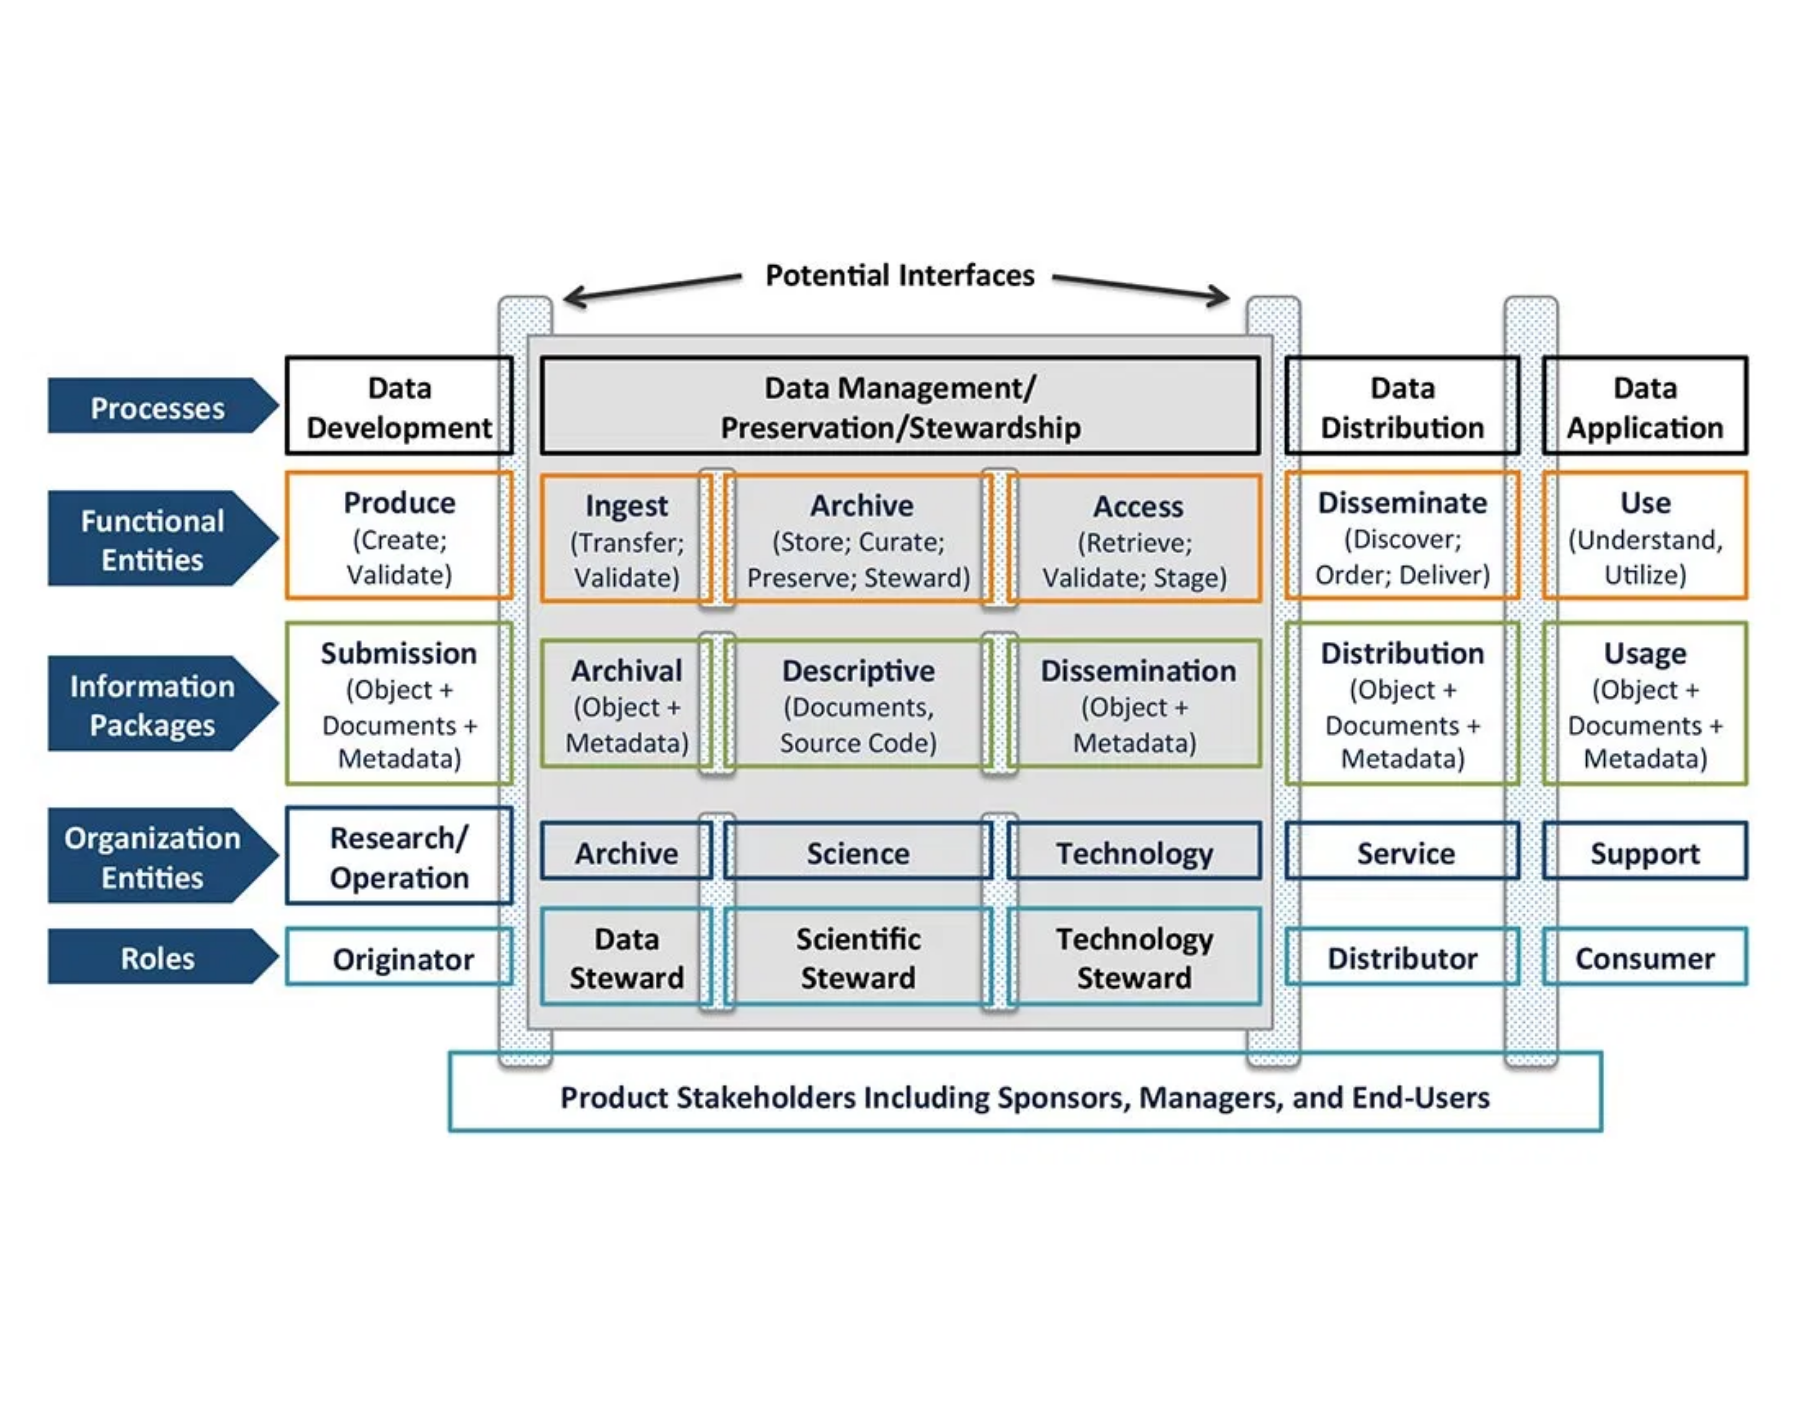 Potential Interfaces
Processes
Data
Development
Data Management/
Preservation/Stewardship
Data
Distribution
Data
Application
Functional
Entities
Produce
(Create;
Validate)
Ingest
(Transfer;
Validate)
Archive
(Store; Curate;
Preserve; Steward)
Access
(Retrieve;
Validate; Stage)
Disseminate
(Discover;
Order; Deliver)
Use
(Understand,
Utilize)
Information
Packages
Submission
(Object +
Documents +
Metadata)
Archival
(Object +
Metadata)
Descriptive
(Documents,
Source Code)
Dissemination
(Object +
Metadata)
Distribution
(Object +
Documents +
Metadata)
Usage
(Object +
Documents +
Metadata)
Organization
Entities
Research/
Operation
Archive
Science
Technology
Service
Support
Roles
Originator
Data
Steward
Scientific
Steward
Technology
Steward
Distributor
Consumer
Product Stakeholders Including Sponsors, Managers, and End-Users